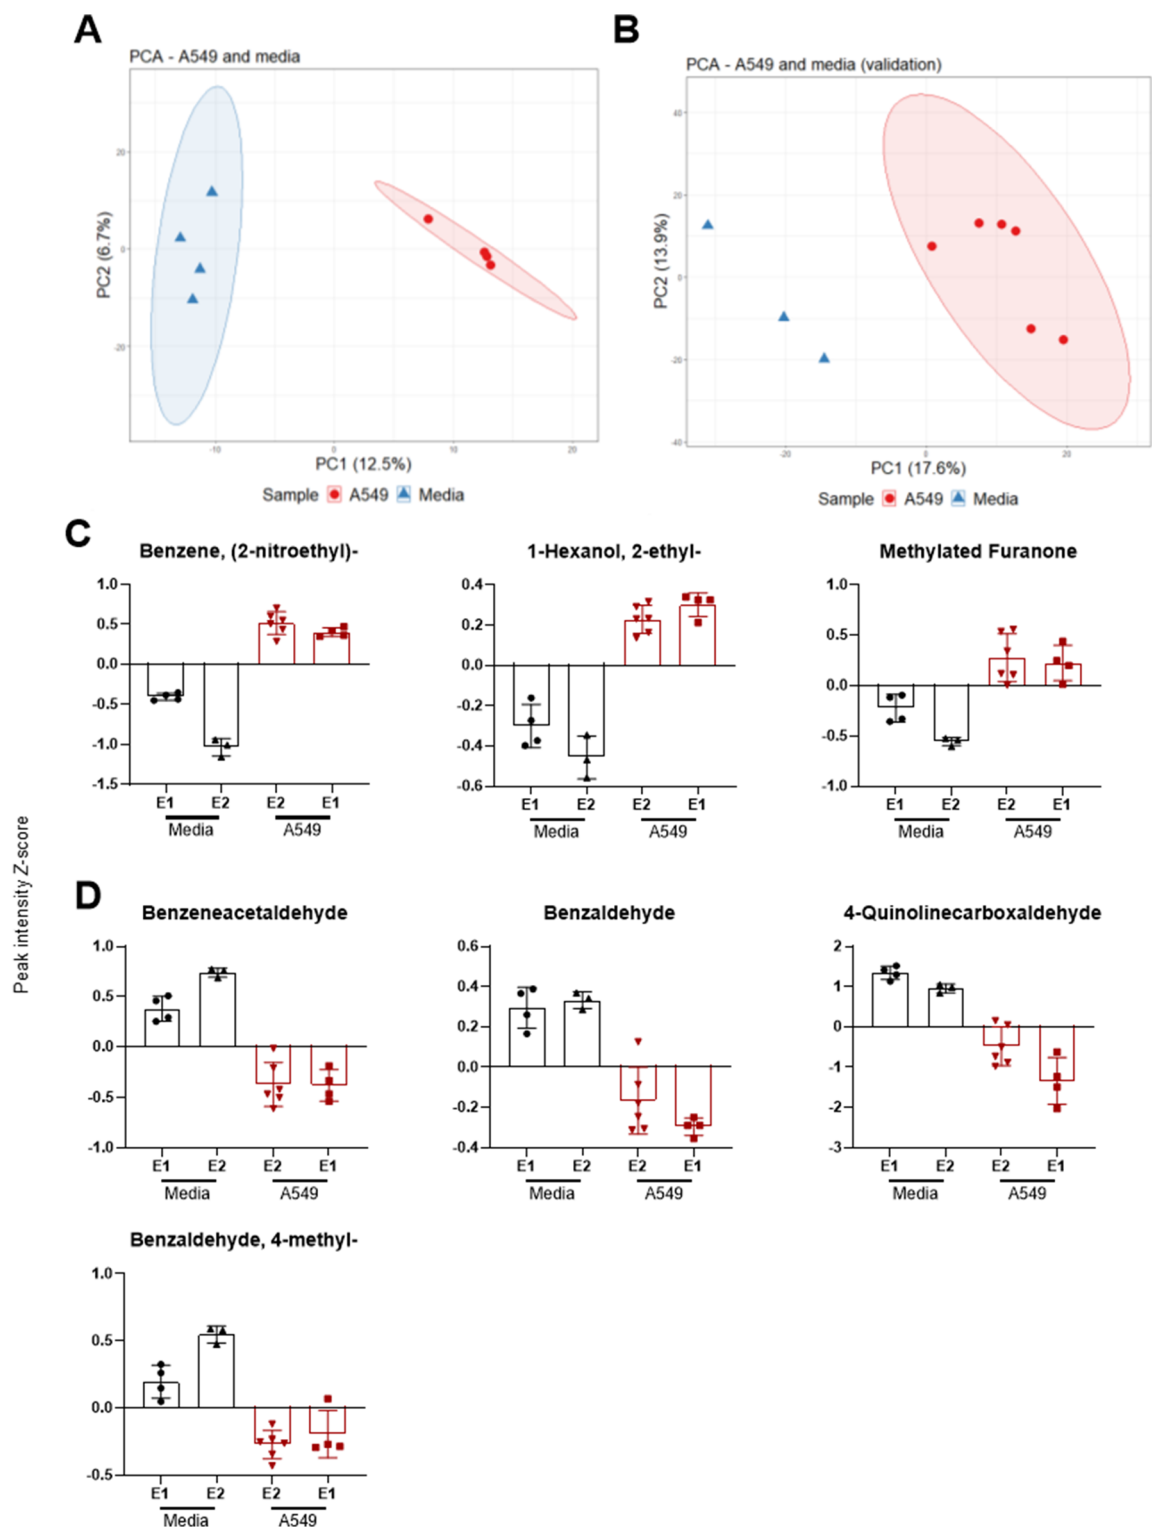 A
PCA - A549 and media
20
0
-20
PC2 (6.7%)
-10
0
10
20
PC1 (12.5%)
Sample A549 Media
B
PCA - A549 and media (validation)
40
20
0
-20
-40
PC2 (13.9%)
-20
0
20
PC1 (17.6%)
Sample A549 Media
Peak intensity Z-score
C
Benzene, (2-nitroethyl)-
1.0
0.5
0.0
-0.5
-1.0
-1.5
E1 E2 E2 E1
Media A549
1-Hexanol, 2-ethyl-
0.4
0.2
0.0
-0.2
-0.4
-0.6
E1 E2 E2 E1
Media A549
Methylated Furanone
1.0
0.5
0.0
-0.5
-1.0
E1 E2 E2 E1
Media A549
D
Benzeneacetaldehyde
1.0
0.5
0.0
-0.5
-1.0
E1 E2 E2 E1
Media A549
Benzaldehyde
0.6
0.4
0.2
0.0
-0.2
-0.4
E1 E2 E2 E1
Media A549
4-Quinolinecarboxaldehyde
2
1
0
-1
-2
-3
E1 E2 E2 E1
Media A549
Benzaldehyde, 4-methyl-
1.0
0.5
0.0
-0.5
E1 E2 E2 E1
Media A549